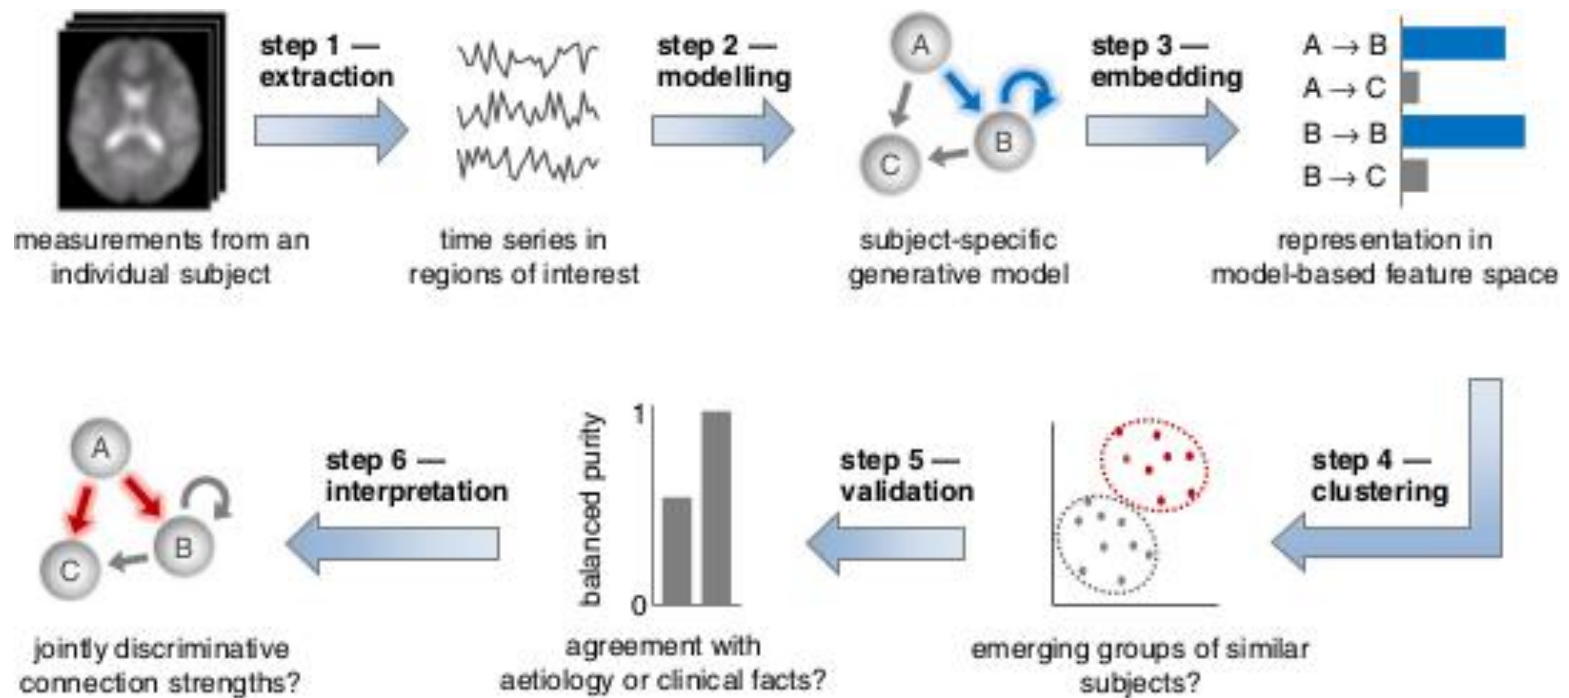 step 1 —
extraction
measurements from an
individual subject
time series in
regions of interest
step 2 —
modelling
A
B
C
subject-specific
generative model
step 3 —
embedding
A → B
A → C
B → B
B → C
representation in
model-based feature space
step 4 —
clustering
emerging groups of similar
subjects?
step 5 —
validation
balanced purity
1
0
agreement with
aetiology or clinical facts?
step 6 —
interpretation
A
B
C
jointly discriminative
connection strengths?